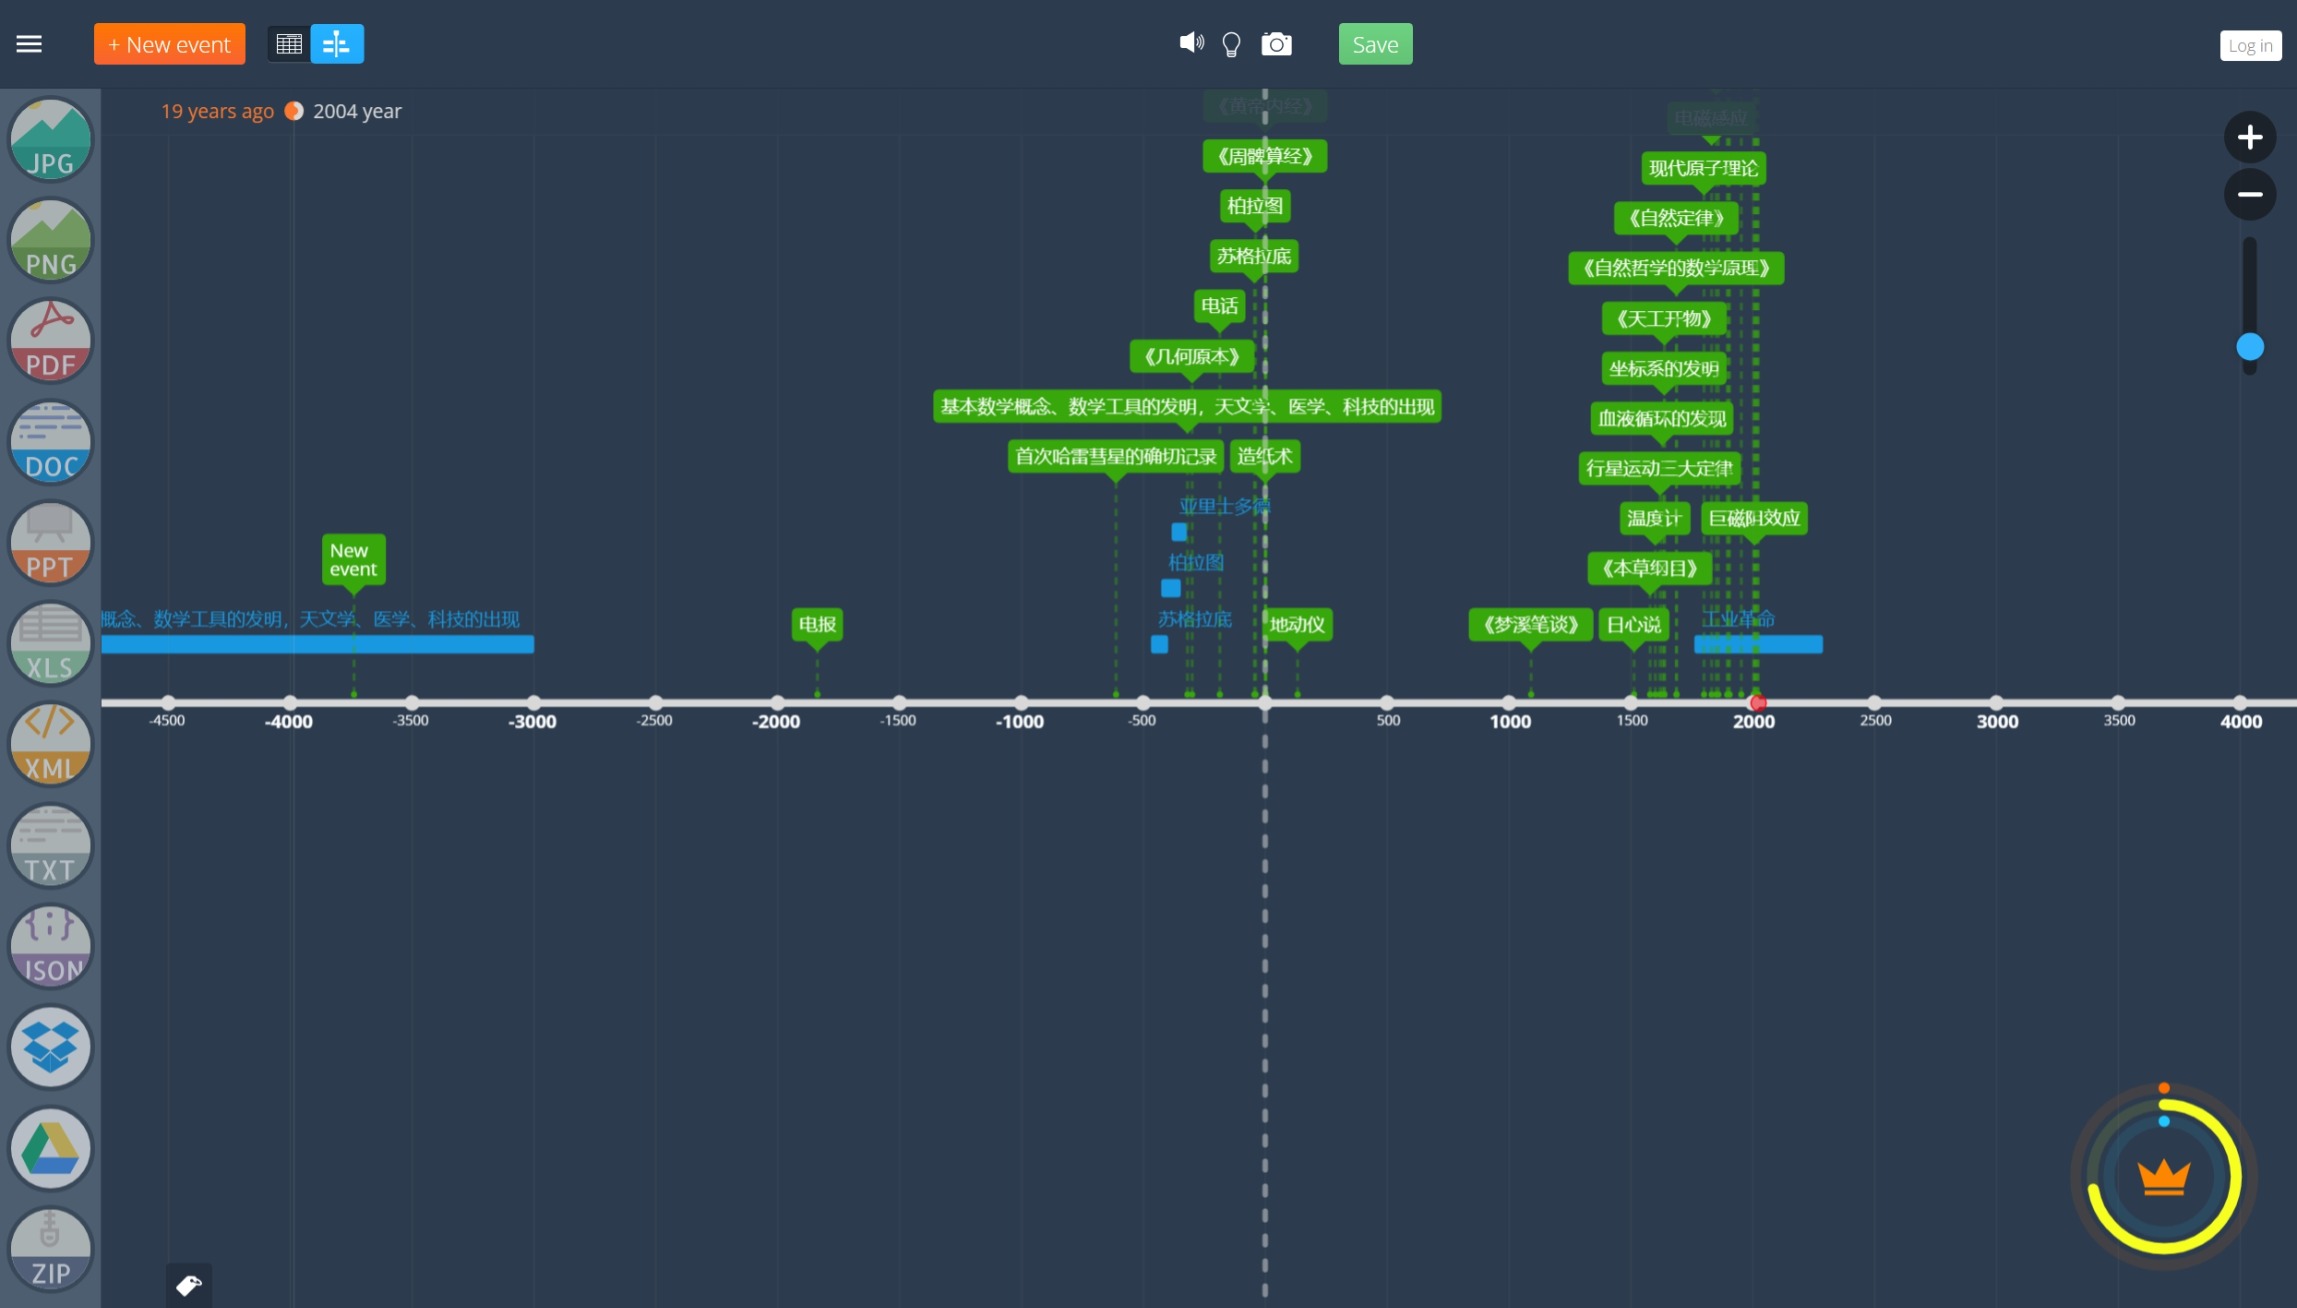 + New event
Save
Log in
19 years ago
2004 year
JPG
PNG
PDF
DOC
PPT
XLS
XML
TXT
JSON
ZIP
《黄帝内经》
电磁感应
《周髀算经》
现代原子理论
柏拉图
《自然定律》
苏格拉底
《自然哲学的数学原理》
电话
《天工开物》
《几何原本》
坐标系的发明
基本数学概念、数学工具的发明，天文学、医学、科技的出现
血液循环的发现
首次哈雷彗星的确切记录
造纸术
行星运动三大定律
亚里士多德
温度计
巨磁阻效应
New
event
柏拉图
《本草纲目》
概念、数学工具的发明，天文学、医学、科技的出现
电报
苏格拉底
地动仪
《梦溪笔谈》
日心说
工业革命
-4500
-4000
-3500
-3000
-2500
-2000
-1500
-1000
-500
500
1000
1500
2000
2500
3000
3500
4000